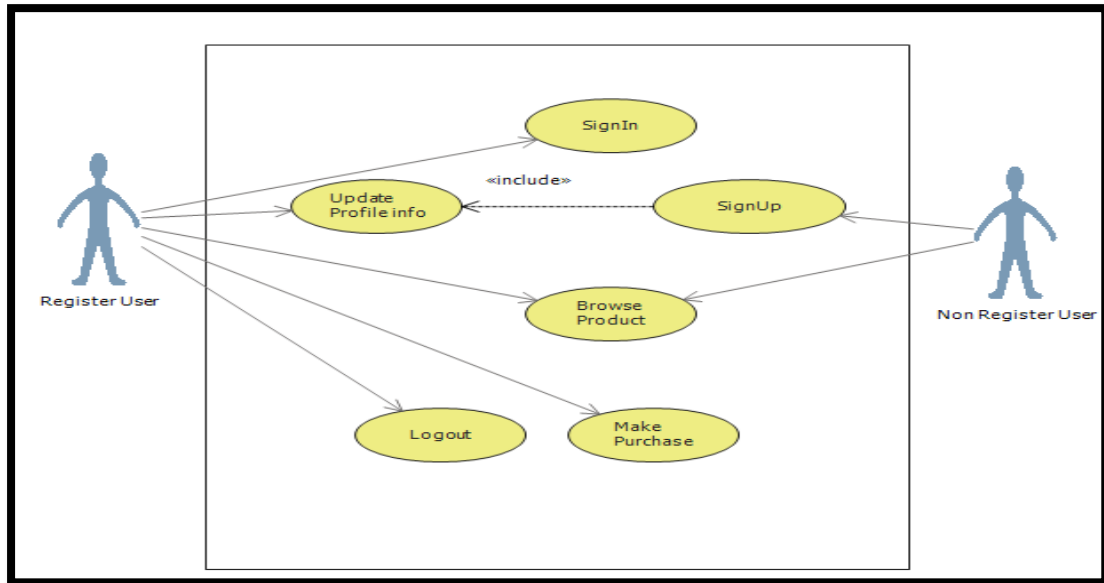 SignIn
«include»
Update
Profile info
SignUp
Register User
Browse
Product
Non Register User
Logout
Make
Purchase